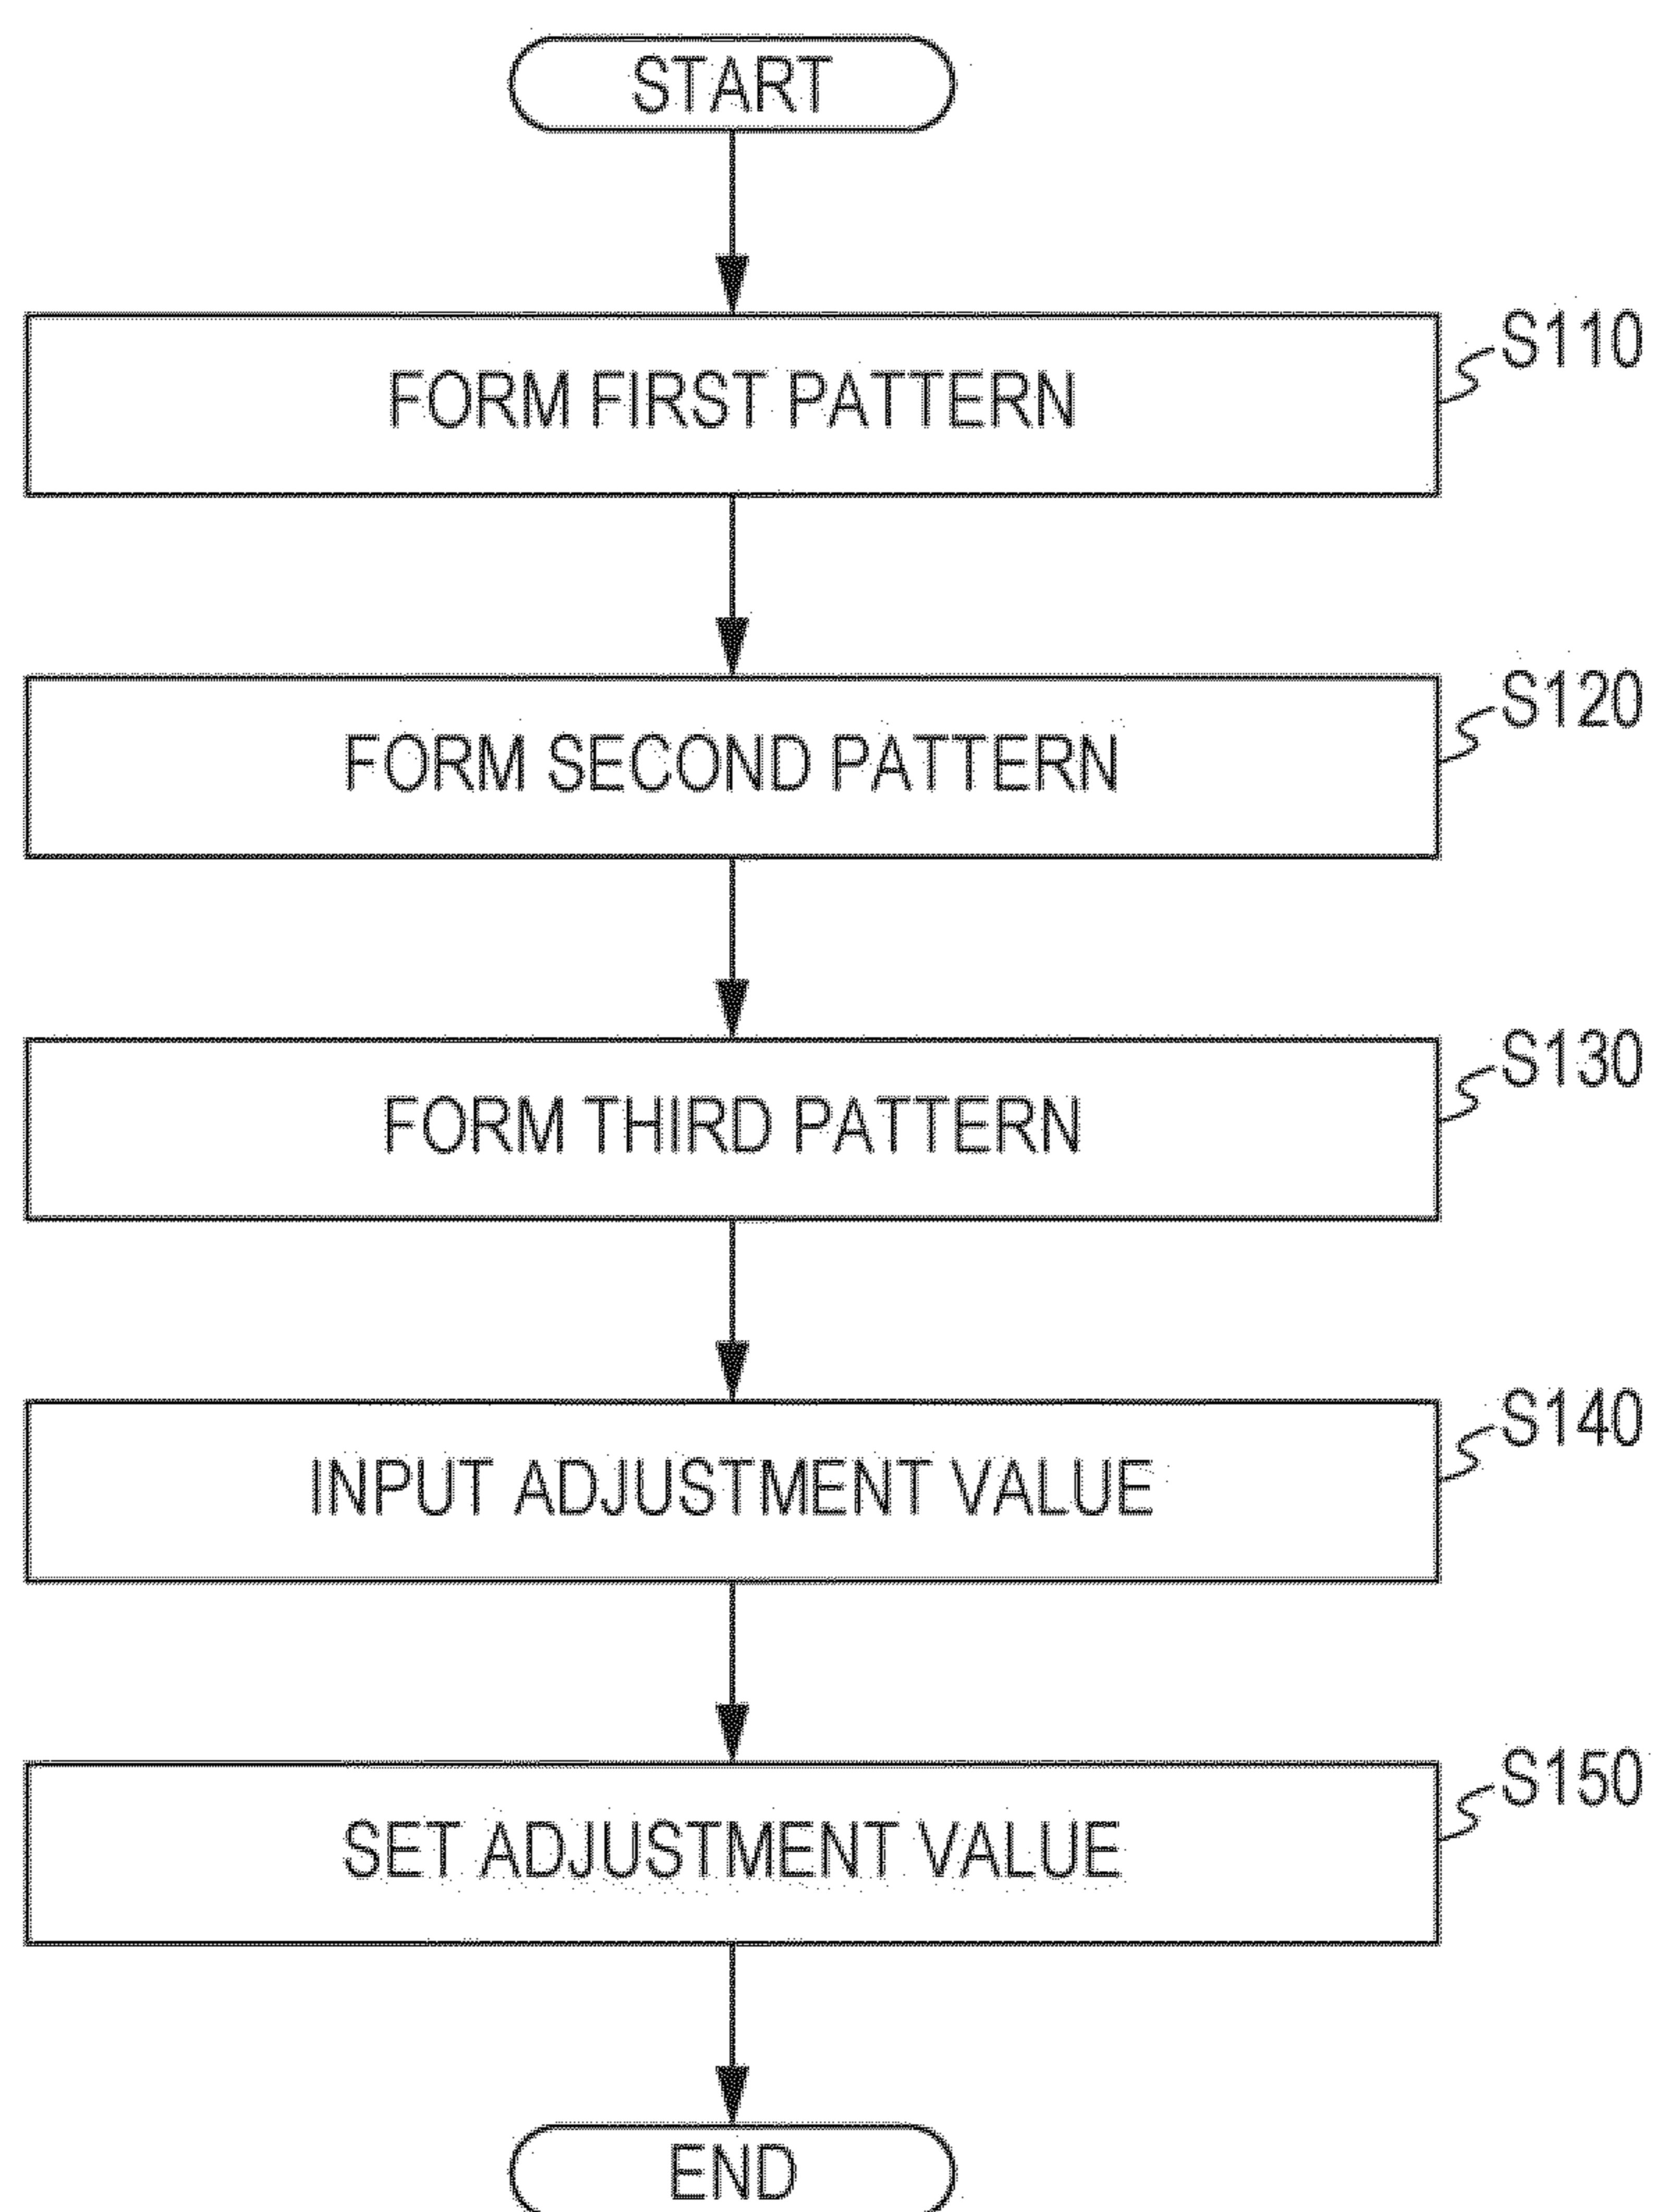 START
FORM FIRST PATTERN
S110
FORM SECOND PATTERN
S120
FORM THIRD PATTERN
S130
INPUT ADJUSTMENT VALUE
S140
SET ADJUSTMENT VALUE
S150
END